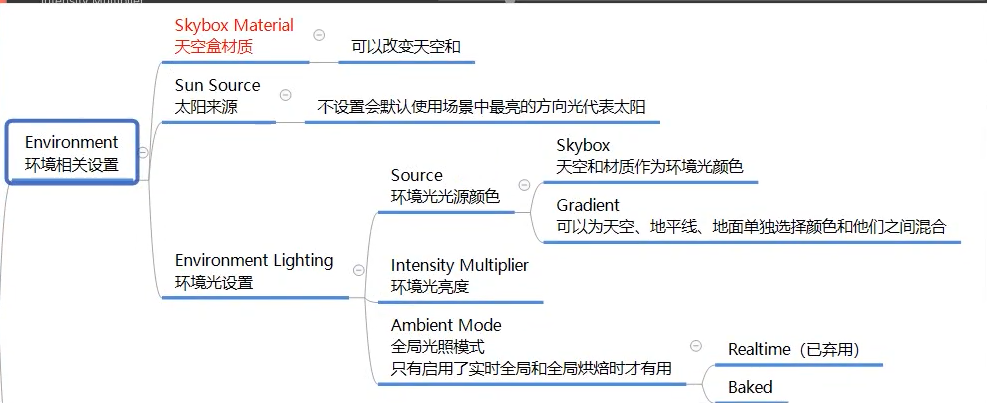 Intensity Multiplier
Skybox Material
天空盒材质
可以改变天空和
Sun Source
太阳来源
不设置会默认使用场景中最亮的方向光代表太阳
Environment
环境相关设置
Environment Lighting
环境光设置
Source
环境光光源颜色
Skybox
天空和材质作为环境光颜色
Gradient
可以为天空、地平线、地面单独选择颜色和他们之间混合
Intensity Multiplier
环境光亮度
Ambient Mode
全局光照模式
只有启用了实时全局和全局烘焙时才有用
Realtime（已弃用）
Baked